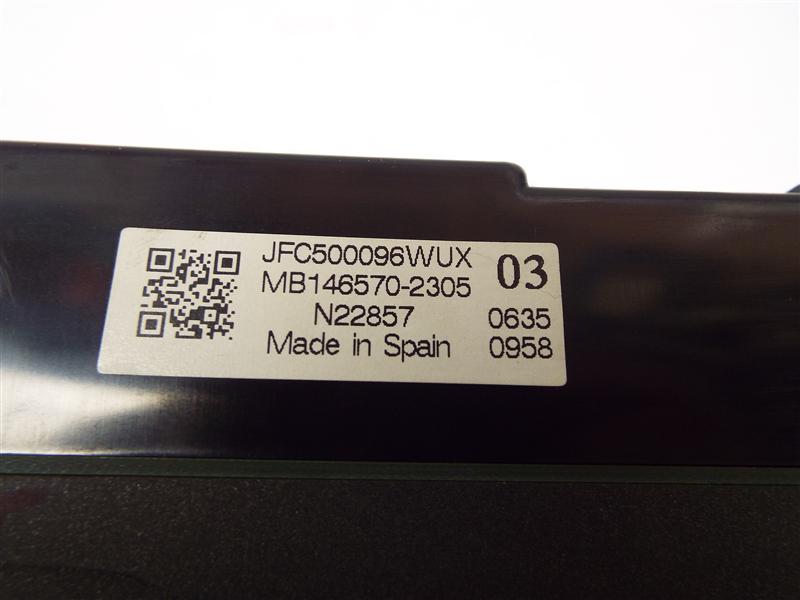 JFC500096WUX 03
MB146570-2305
N22857 0635
Made in Spain 0958